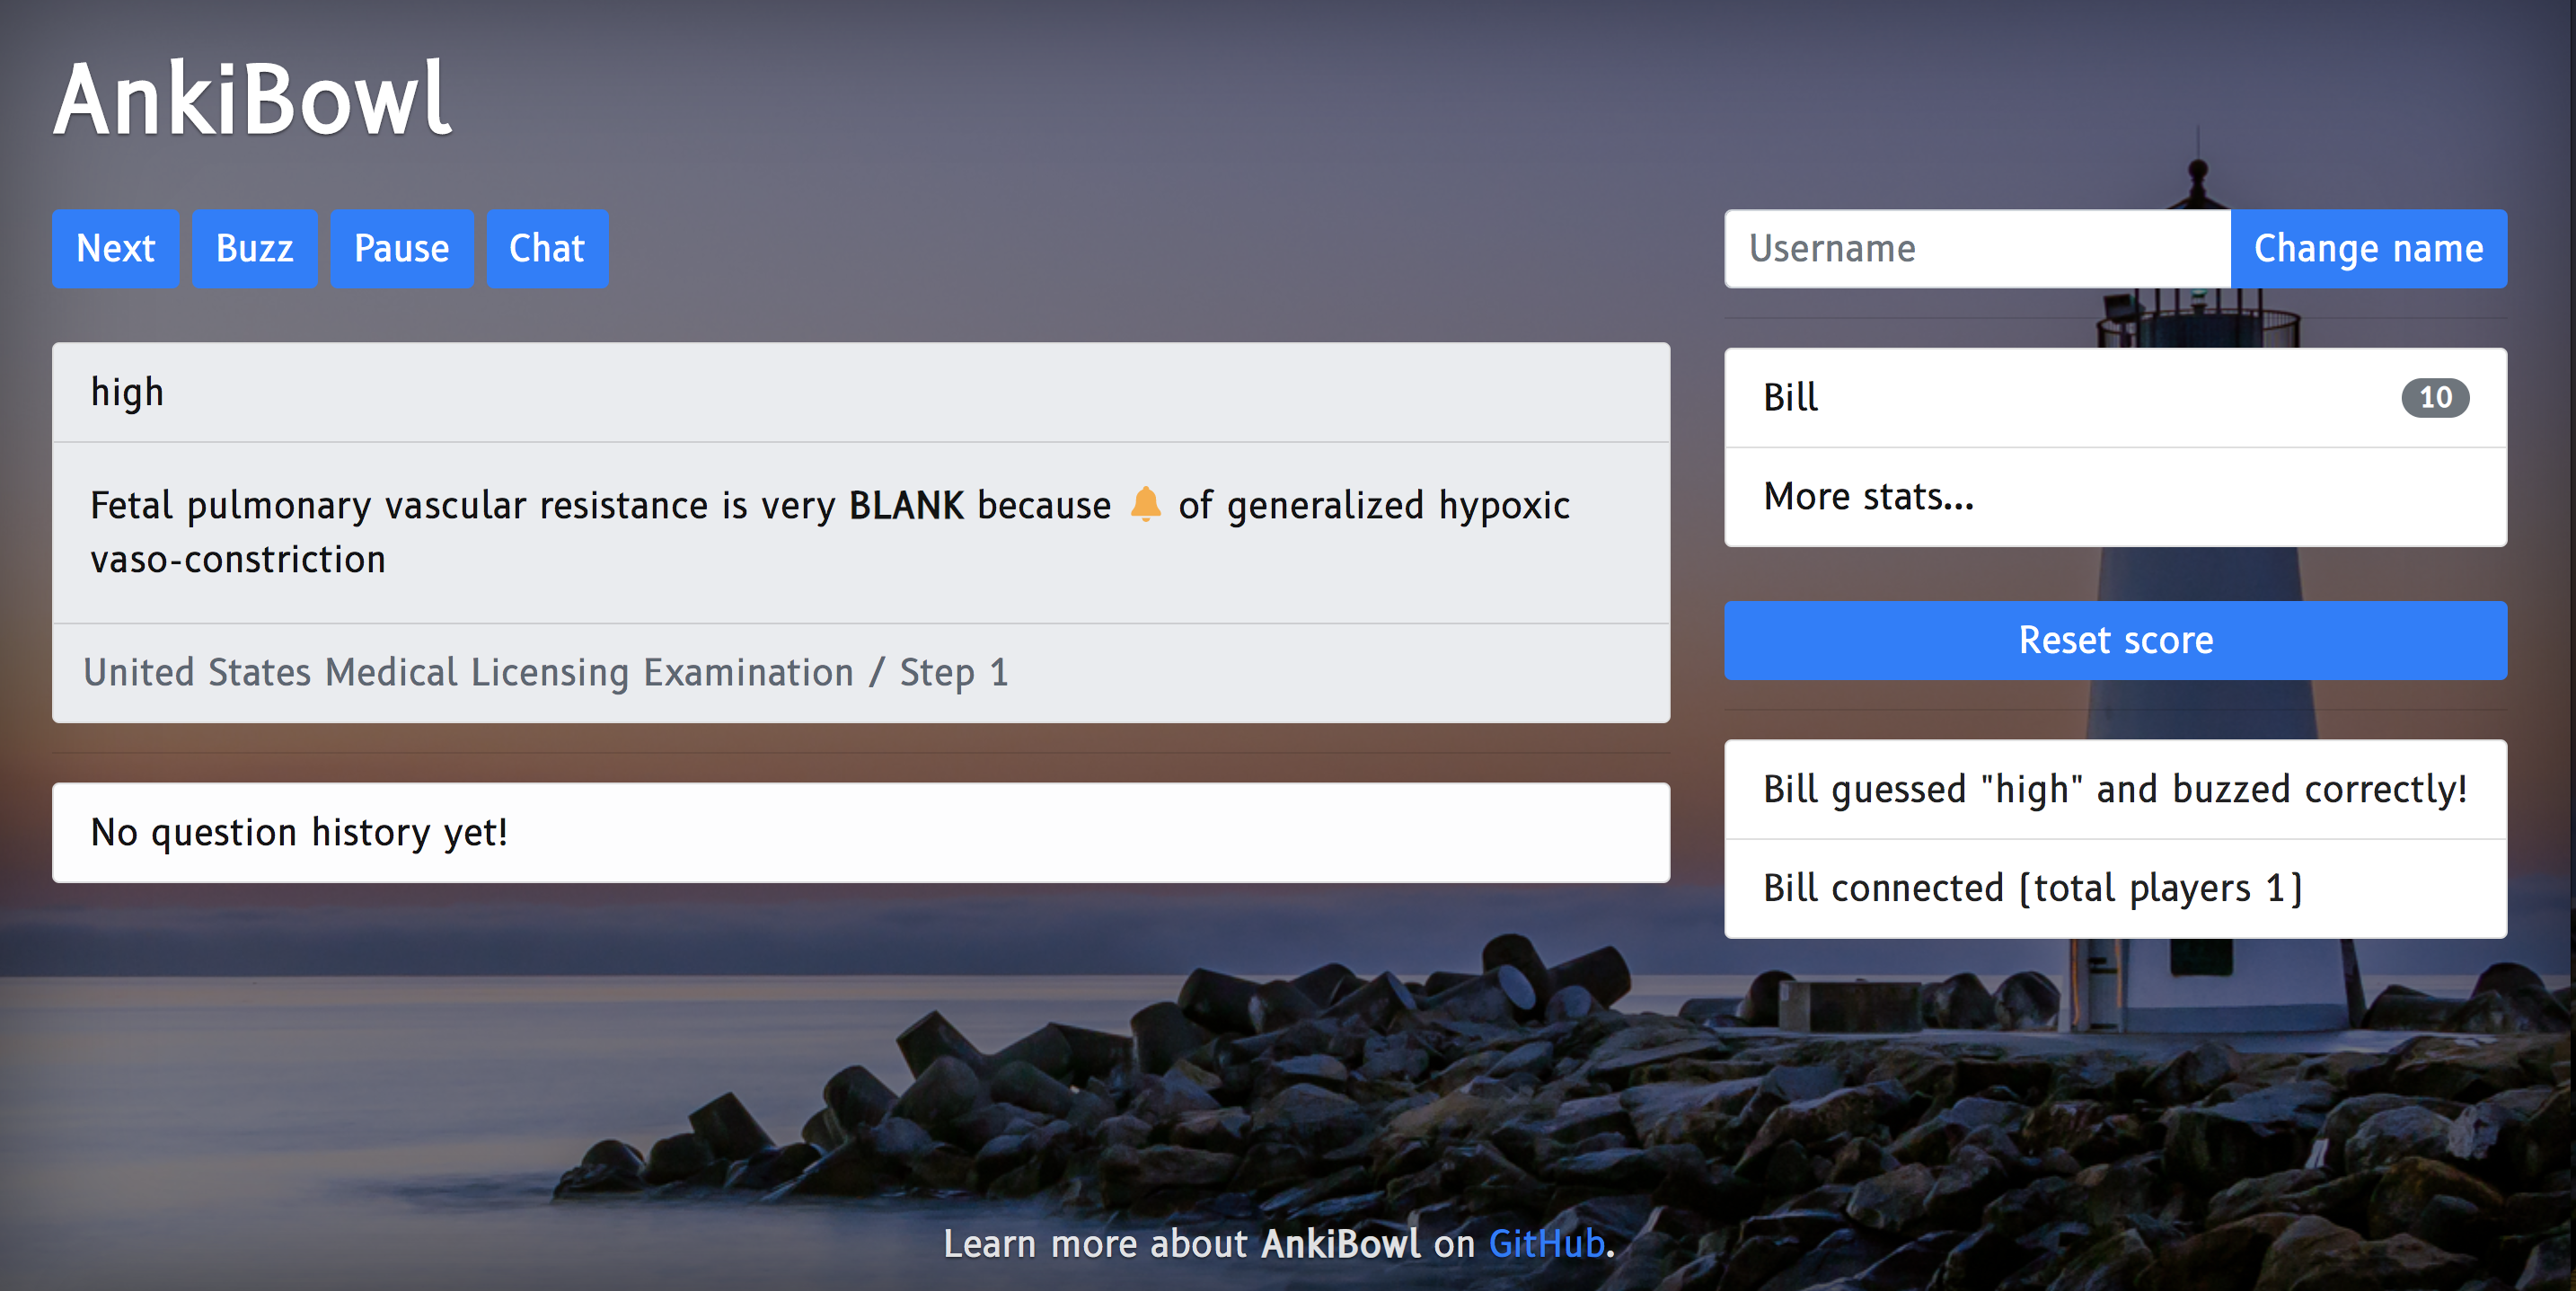 AnkiBowl
Next Buzz Pause Chat
high
Fetal pulmonary vascular resistance is very BLANK because of generalized hypoxic
vaso-constriction
United States Medical Licensing Examination / Step 1
No question history yet!
Username Change name
Bill 10
More stats...
Reset score
Bill guessed "high" and buzzed correctly!
Bill connected (total players 1)
Learn more about AnkiBowl on GitHub.